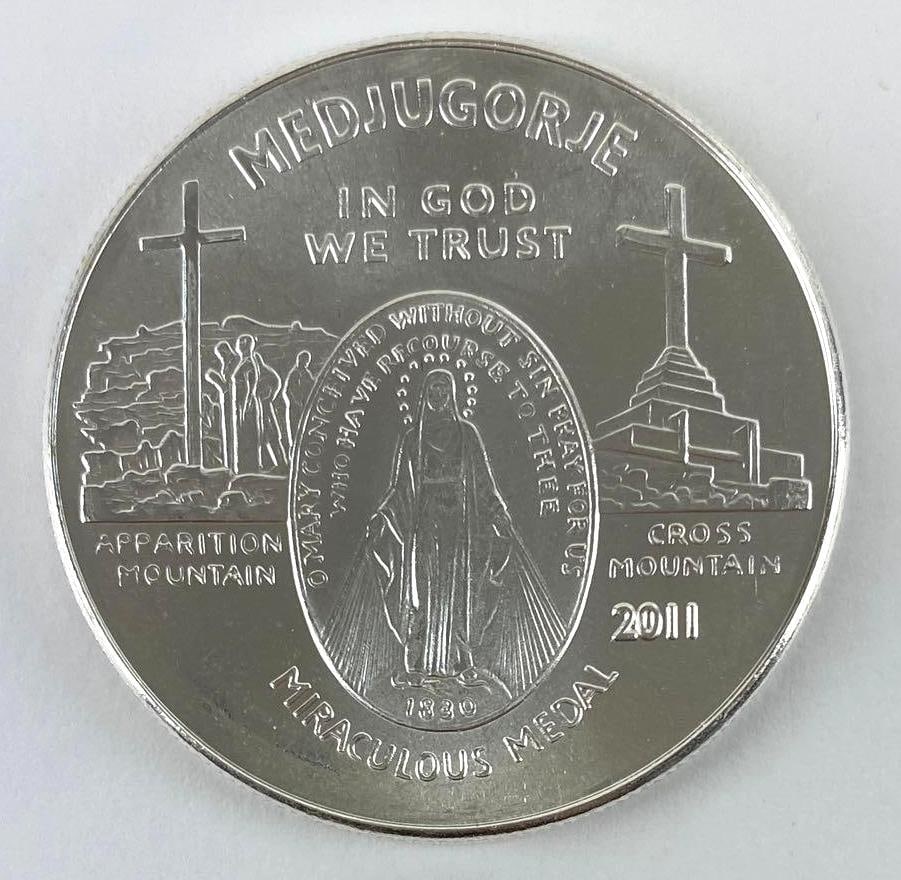 MEDJUGORJE
IN GOD
WE TRUST
O MARY CONCEIVED WITHOUT SIN PRAY FOR US
WHO HAVE RECOURSE TO THEE
APPARITION
MOUNTAIN
CROSS
MOUNTAIN
2011
1830
MIRACULOUS MEDAL